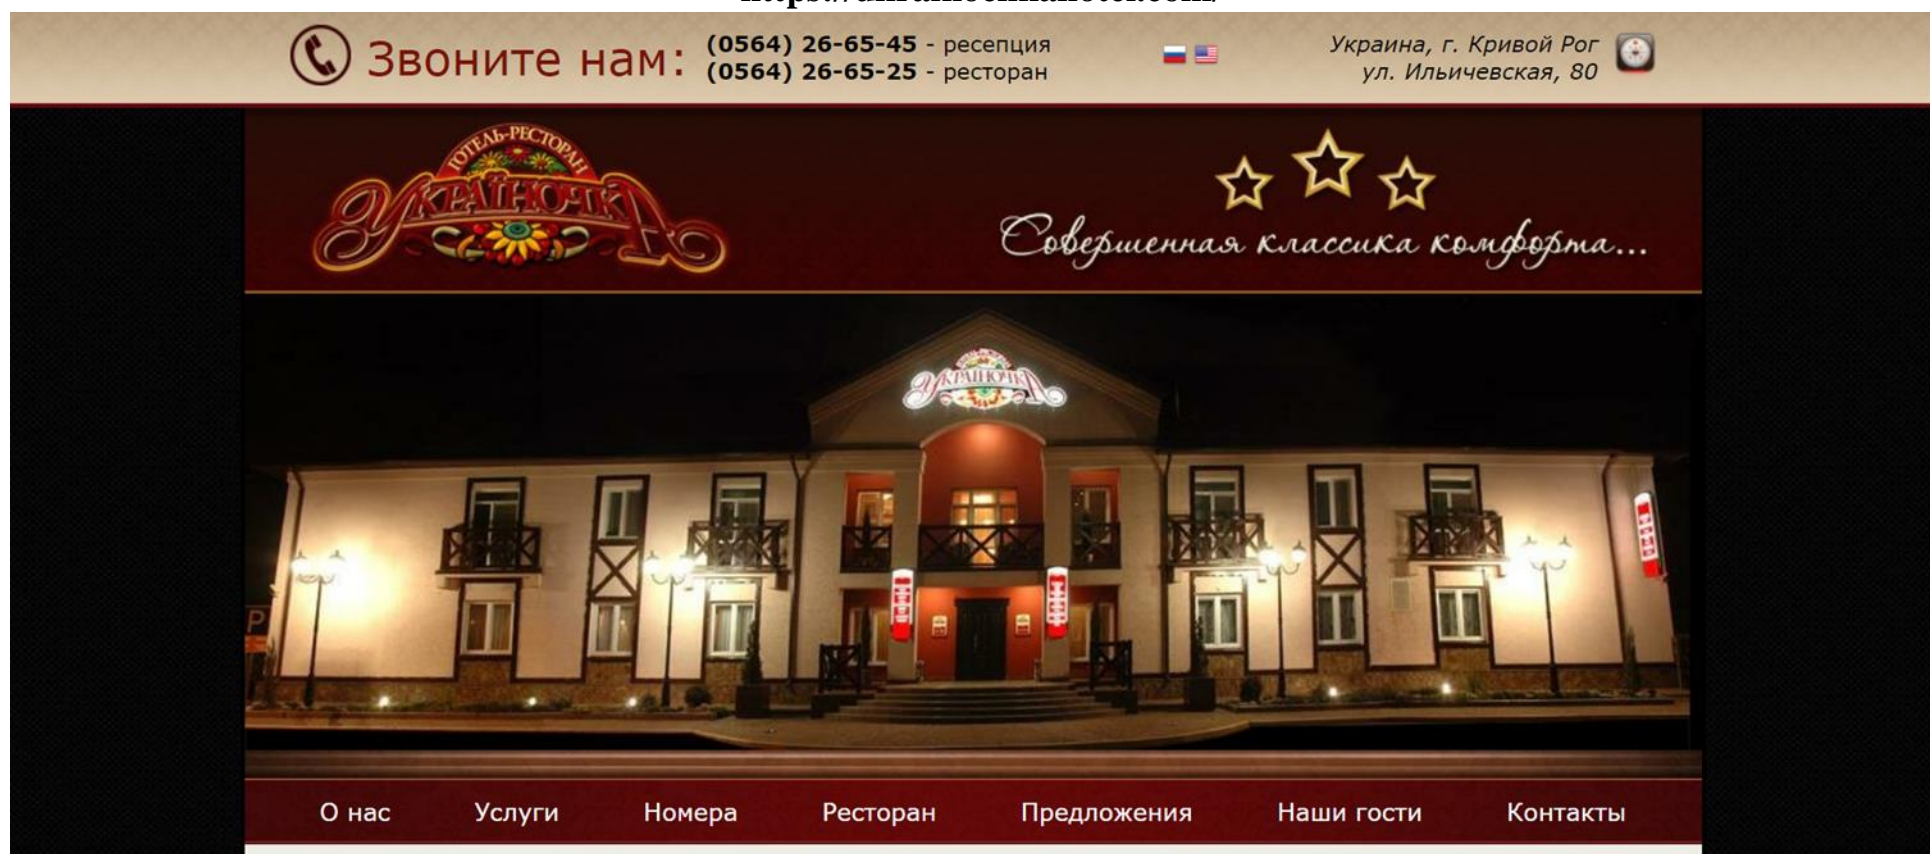 Звоните нам:
(0564) 26-65-45 - ресепция
(0564) 26-65-25 - ресторан
Украина, г. Кривой Рог
ул. Ильичевская, 80
ГОТЕЛЬ-РЕСТОРАН
УКРАЇНОЧКА
Совершенная классика комфорта...
УКРАЇНОЧКА
P
О нас Услуги Номера Ресторан Предложения Наши гости Контакты